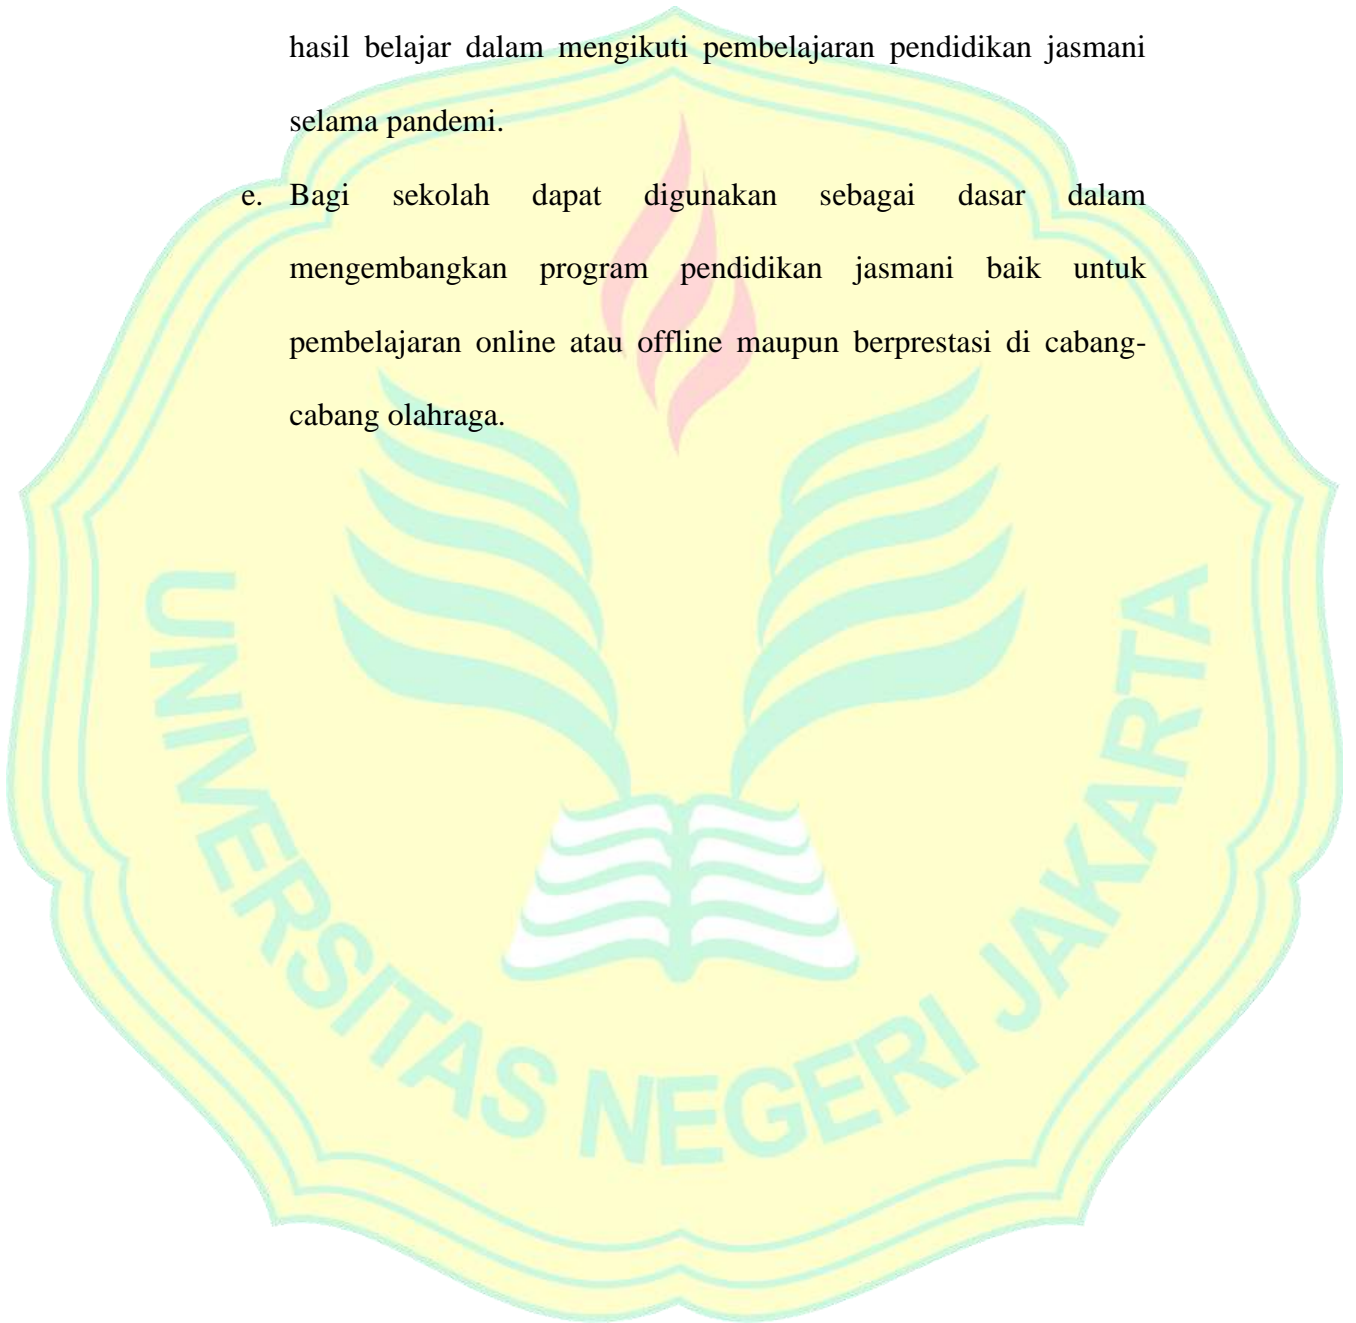 hasil belajar dalam mengikuti pembelajaran pendidikan jasmani
selama pandemi.
e. Bagi sekolah dapat digunakan sebagai dasar dalam
mengembangkan program pendidikan jasmani baik untuk
pembelajaran online atau offline maupun berprestasi di cabang-
cabang olahraga.
UNIVERSITAS NEGERI JAKARTA